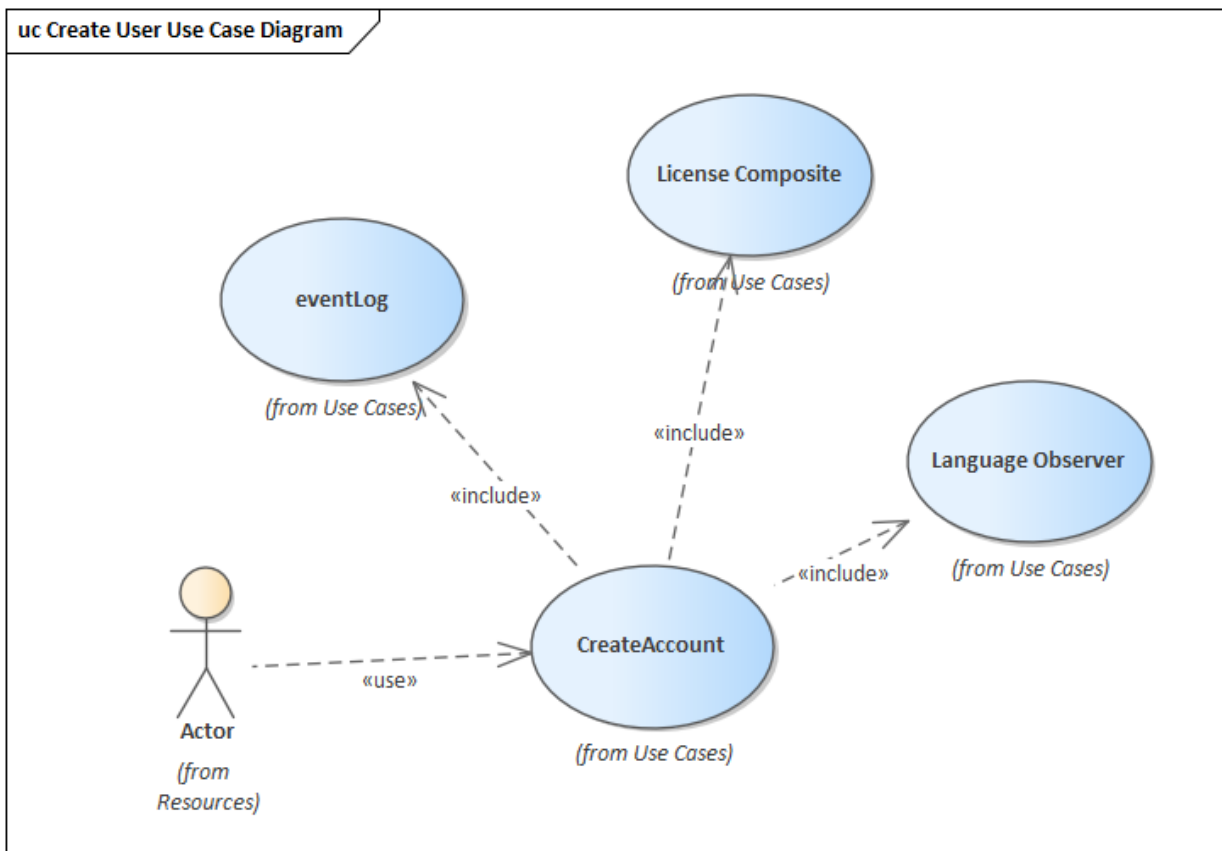 uc Create User Use Case Diagram
License Composite
(from Use Cases)
eventLog
(from Use Cases)
«include»
Language Observer
(from Use Cases)
«include»
«include»
CreateAccount
(from Use Cases)
«use»
Actor
(from
Resources)